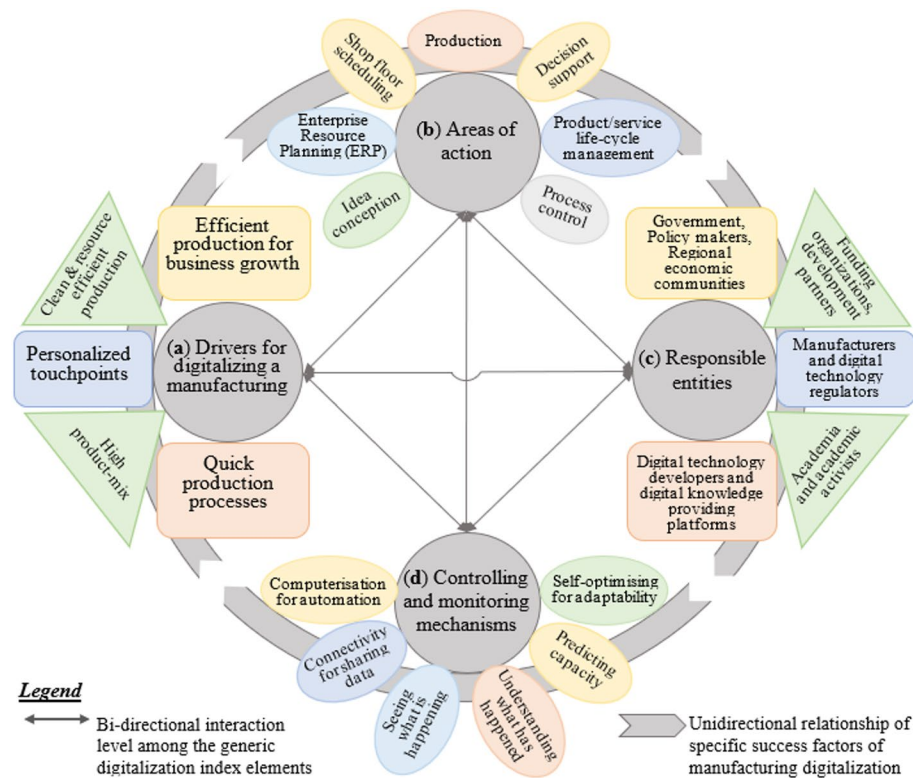 Production
Shop floor
scheduling
Decision
support
Enterprise
Resource
Planning (ERP)
(b) Areas of
action
Product/service
life-cycle
management
Idea
conception
Process
control
Clean & resource
efficient
production
Efficient
production for
business growth
Government,
Policy makers,
Regional
economic
communities
Funding
organizations,
development
partners
Personalized
touchpoints
(a) Drivers for
digitalizing a
manufacturing
(c) Responsible
entities
Manufacturers
and digital
technology
regulators
High
product-mix
Quick
production
processes
Digital technology
developers and
digital knowledge
providing
platforms
Academia
and academic
activists
Computerisation
for automation
(d) Controlling
and monitoring
mechanisms
Self-optimising
for adaptability
Connectivity
for sharing
data
Seeing
what is
happening
Understanding
what has
happened
Predicting
capacity
Legend
Bi-directional interaction
level among the generic
digitalization index elements
Unidirectional relationship of
specific success factors of
manufacturing digitalization